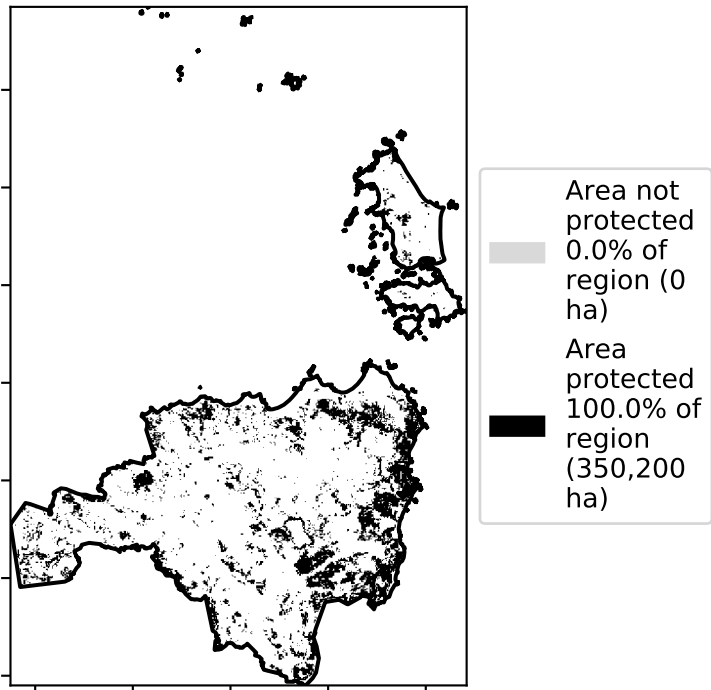 Area not
protected
0.0% of
region (0
ha)
Area
protected
100.0% of
region
(350,200
ha)